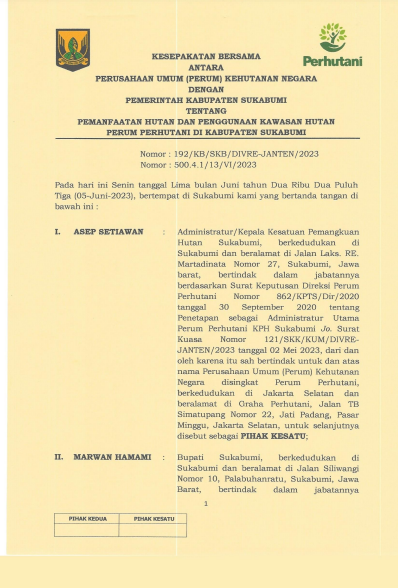 Perhutani
KESEPAKATAN BERSAMA
ANTARA
PERUSAHAAN UMUM (PERUM) KEHUTANAN NEGARA
DENGAN
PEMERINTAH KABUPATEN SUKABUMI
TENTANG
PEMANFAATAN HUTAN DAN PENGGUNAAN KAWASAN HUTAN
PERUM PERHUTANI DI KABUPATEN SUKABUMI
Nomor : 192/KB/SKB/DIVRE-JANTEN/2023
Nomor : 500.4.1/13/VI/2023
Pada hari ini Senin tanggal Lima bulan Juni tahun Dua Ribu Dua Puluh
Tiga (05-Juni-2023), bertempat di Sukabumi kami yang bertanda tangan di
bawah ini :
I. ASEP SETIAWAN : Administratur/Kepala Kesatuan Pemangkuan
Hutan Sukabumi, berkedudukan di
Sukabumi dan beralamat di Jalan Laks. RE.
Martadinata Nomor 27, Sukabumi, Jawa
barat, bertindak dalam jabatannya
berdasarkan Surat Keputusan Direksi Perum
Perhutani Nomor 862/KPTS/Dir/2020
tanggal 30 September 2020 tentang
Penetapan sebagai Administratur Utama
Perum Perhutani KPH Sukabumi Jo. Surat
Kuasa Nomor 121/SKK/KUM/DIVRE-
JANTEN/2023 tanggal 02 Mei 2023, dari dan
oleh karena itu sah bertindak untuk dan atas
nama Perusahaan Umum (Perum) Kehutanan
Negara disingkat Perum Perhutani,
berkedudukan di Jakarta Selatan dan
beralamat di Graha Perhutani, Jalan TB
Simatupang Nomor 22, Jati Padang, Pasar
Minggu, Jakarta Selatan, untuk selanjutnya
disebut sebagai PIHAK KESATU;
II. MARWAN HAMAMI : Bupati Sukabumi, berkedudukan di
Sukabumi dan beralamat di Jalan Siliwangi
Nomor 10, Palabuhanratu, Sukabumi, Jawa
Barat, bertindak dalam jabatannya
1
PIHAK KEDUA PIHAK KESATU